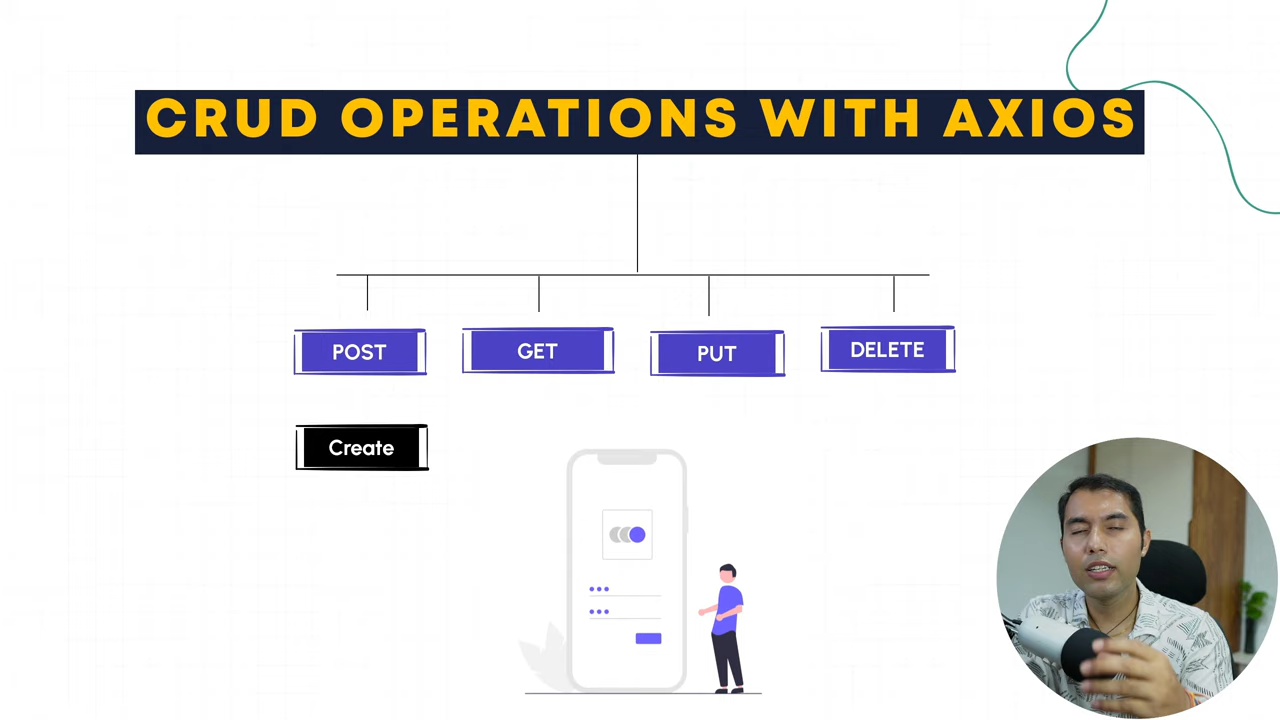 CRUD OPERATIONS WITH AXIOS
POST
GET
PUT
DELETE
Create